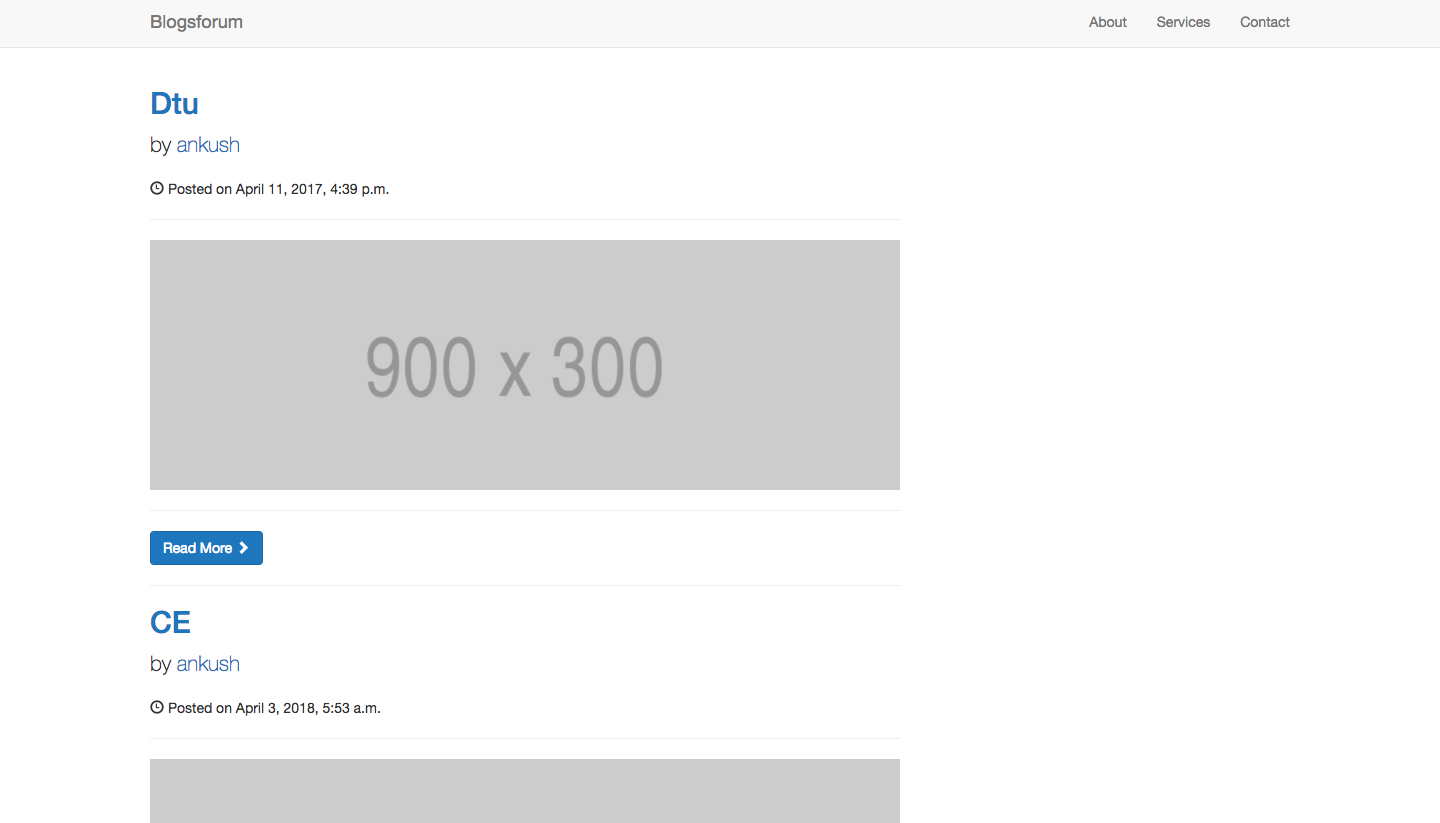 Blogsforum About Services Contact
Dtu
by ankush
Posted on April 11, 2017, 4:39 p.m.
900 x 300
Read More
CE
by ankush
Posted on April 3, 2018, 5:53 a.m.